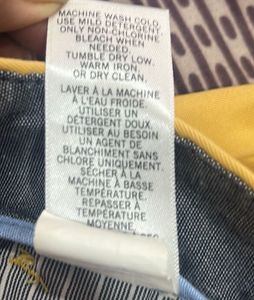 MACHINE WASH COLD.
USE MILD DETERGENT.
ONLY NON-CHLORINE
BLEACH WHEN
NEEDED.
TUMBLE DRY LOW.
WARM IRON,
OR DRY CLEAN.
LAVER À LA MACHINE
À L'EAU FROIDE.
UTILISER UN
DÉTERGENT DOUX.
UTILISER AU BESOIN
UN AGENT DE
BLANCHIMENT SANS
CHLORE UNIQUEMENT.
SÉCHER À LA
MACHINE À BASSE
TEMPÉRATURE.
REPASSER À
TEMPÉRATURE
MOYENNE,